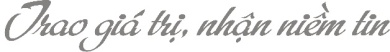 Trao giá trị, nhận niềm tin